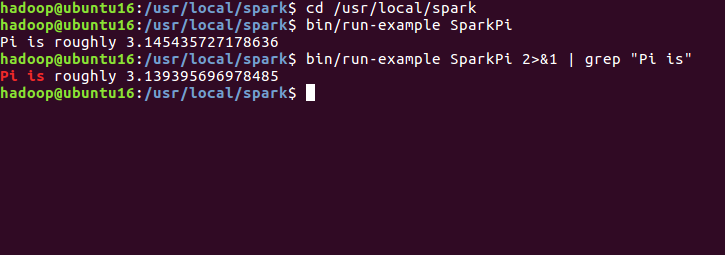 hadoop@ubuntu16:/usr/local/spark$ cd /usr/local/spark
hadoop@ubuntu16:/usr/local/spark$ bin/run-example SparkPi
Pi is roughly 3.145435727178636
hadoop@ubuntu16:/usr/local/spark$ bin/run-example SparkPi 2>&1 | grep "Pi is"
Pi is roughly 3.139395696978485
hadoop@ubuntu16:/usr/local/spark$